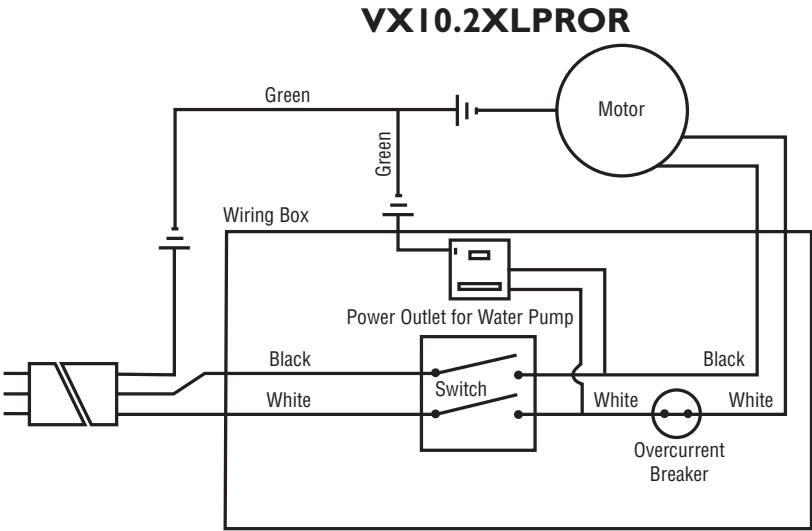 VX10.2XLPROR
Green
Motor
Green
Wiring Box
Power Outlet for Water Pump
Black
Black
Switch
White
White
White
Overcurrent
Breaker